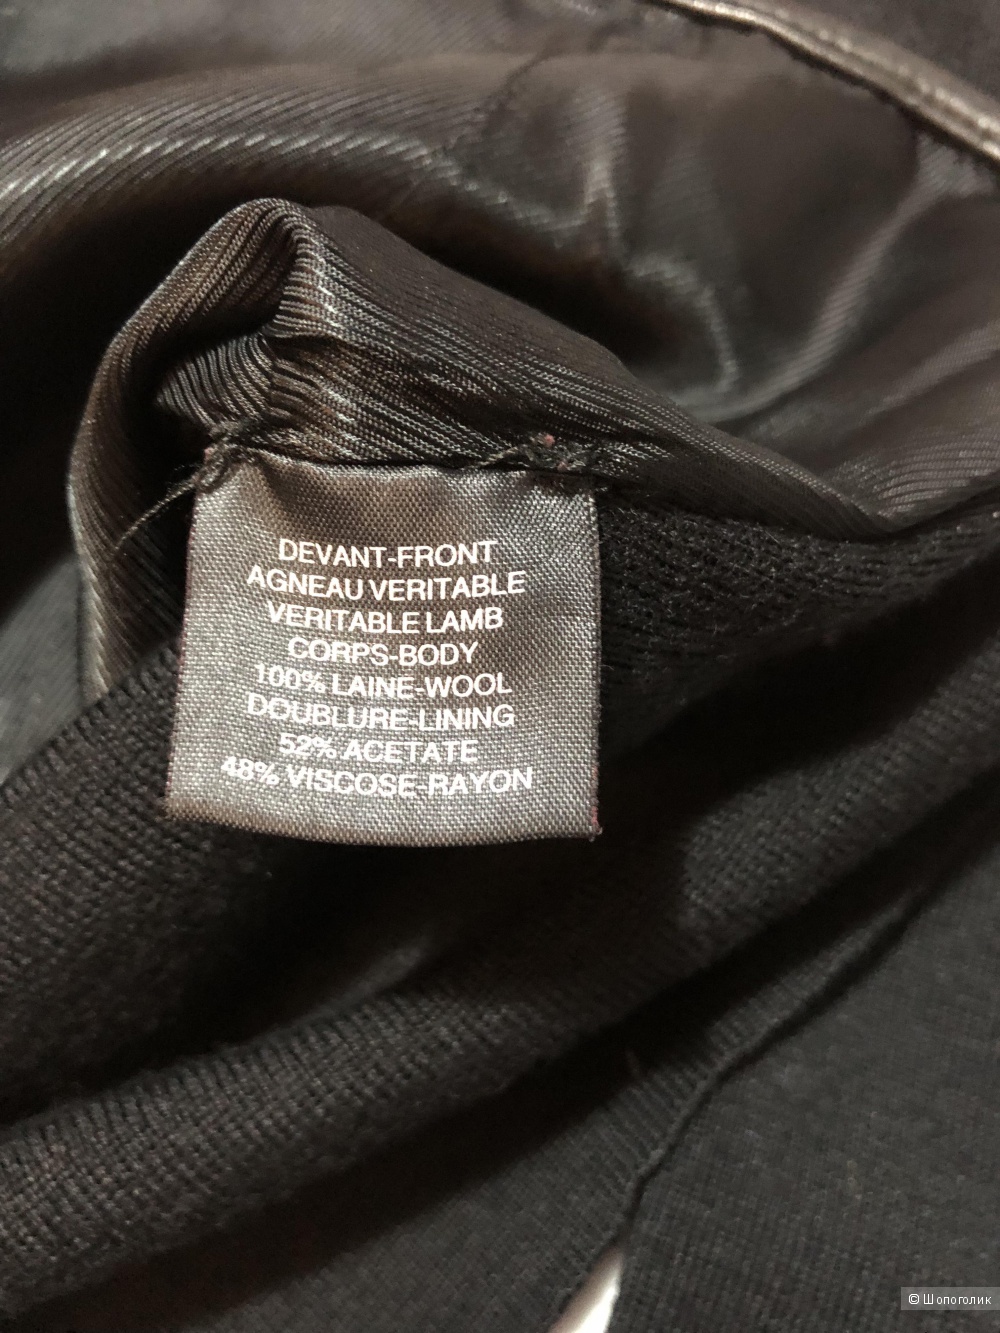 DEVANT-FRONT
AGNEAU VERITABLE
VERITABLE LAMB
CORPS-BODY
100% LAINE-WOOL
DOUBLURE-LINING
52% ACETATE
48% VISCOSE-RAYON
© Шопоголик